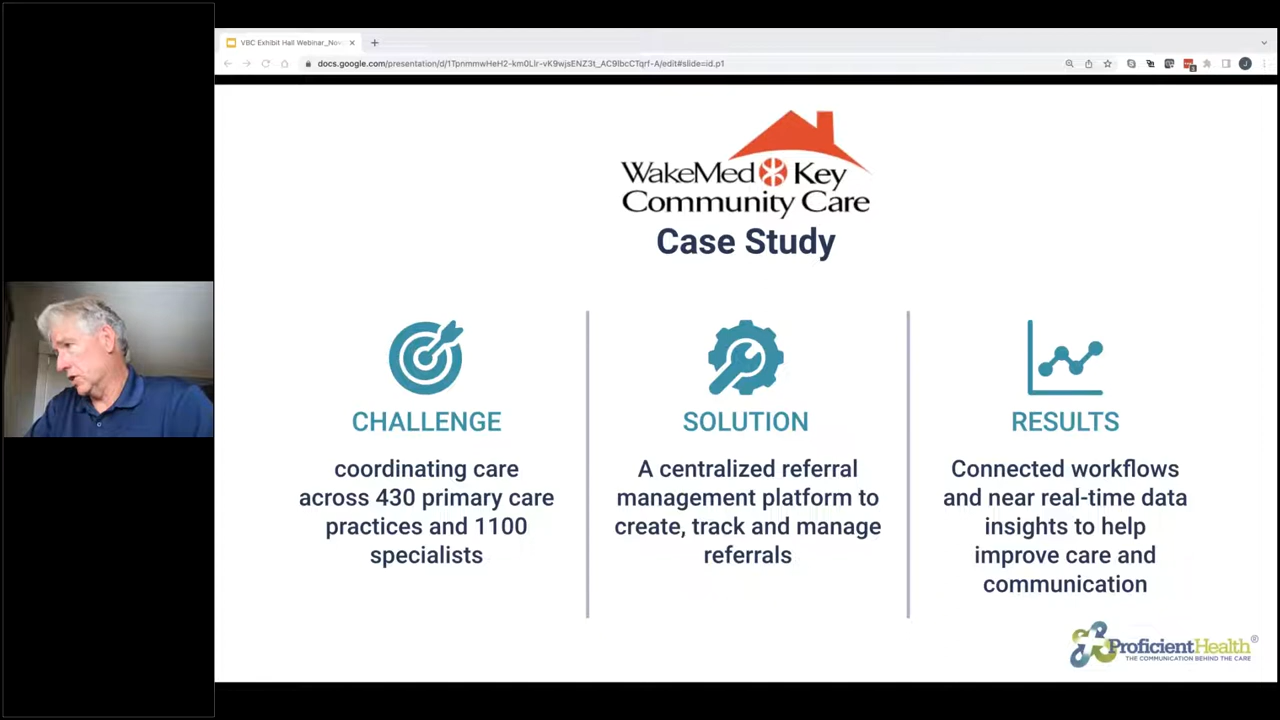 VBC Exhibit Hall Webinar_Nov
docs.google.com/presentation/d/1TpnmmwHeH2-km0LIr-vK9wjsENZ3t_AC9lbcCTqrf-A/edit#slide=id.p1
J
WakeMed Key
Community Care
Case Study
CHALLENGE
coordinating care
across 430 primary care
practices and 1100
specialists
SOLUTION
A centralized referral
management platform to
create, track and manage
referrals
RESULTS
Connected workflows
and near real-time data
insights to help
improve care and
communication
ProficientHealth®
THE COMMUNICATION BEHIND THE CARE